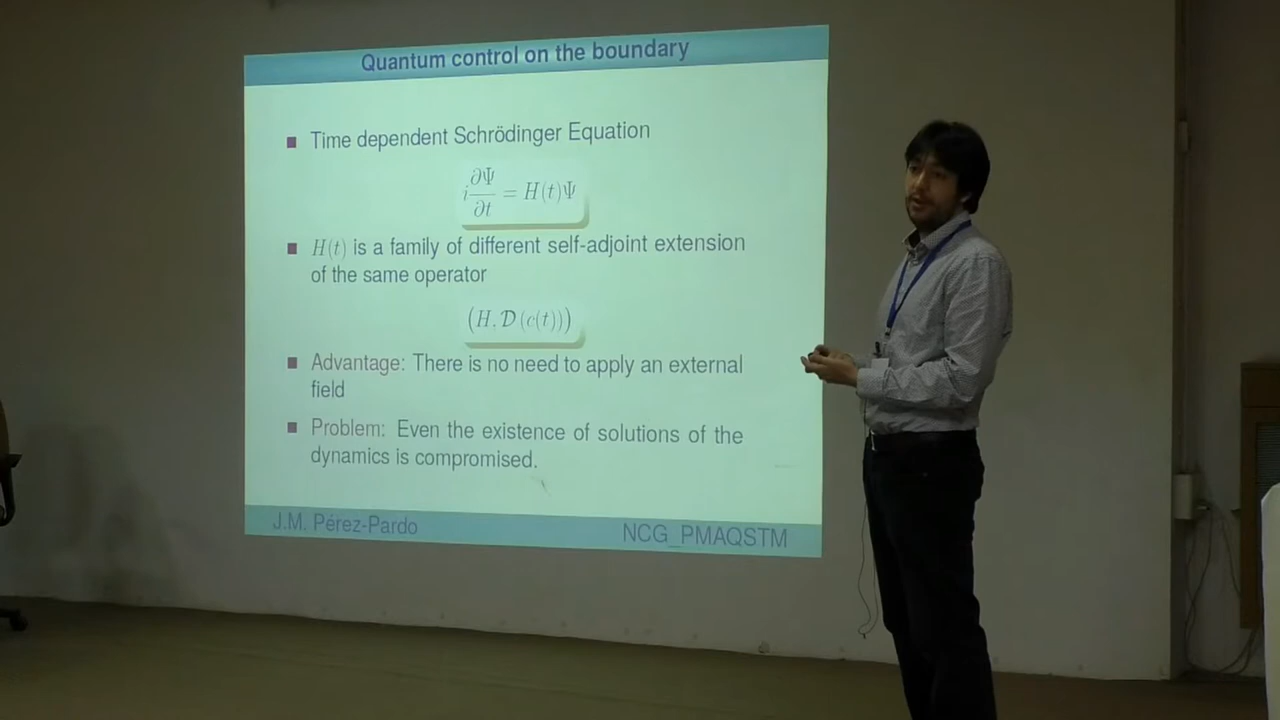 Quantum control on the boundary
Time dependent Schrödinger Equation
i ∂Ψ/∂t = H(t)Ψ
H(t) is a family of different self-adjoint extension
of the same operator
(H, 𝒟(c(t)))
Advantage: There is no need to apply an external
field
Problem: Even the existence of solutions of the
dynamics is compromised.
J.M. Pérez-Pardo NCG_PMAQSTM